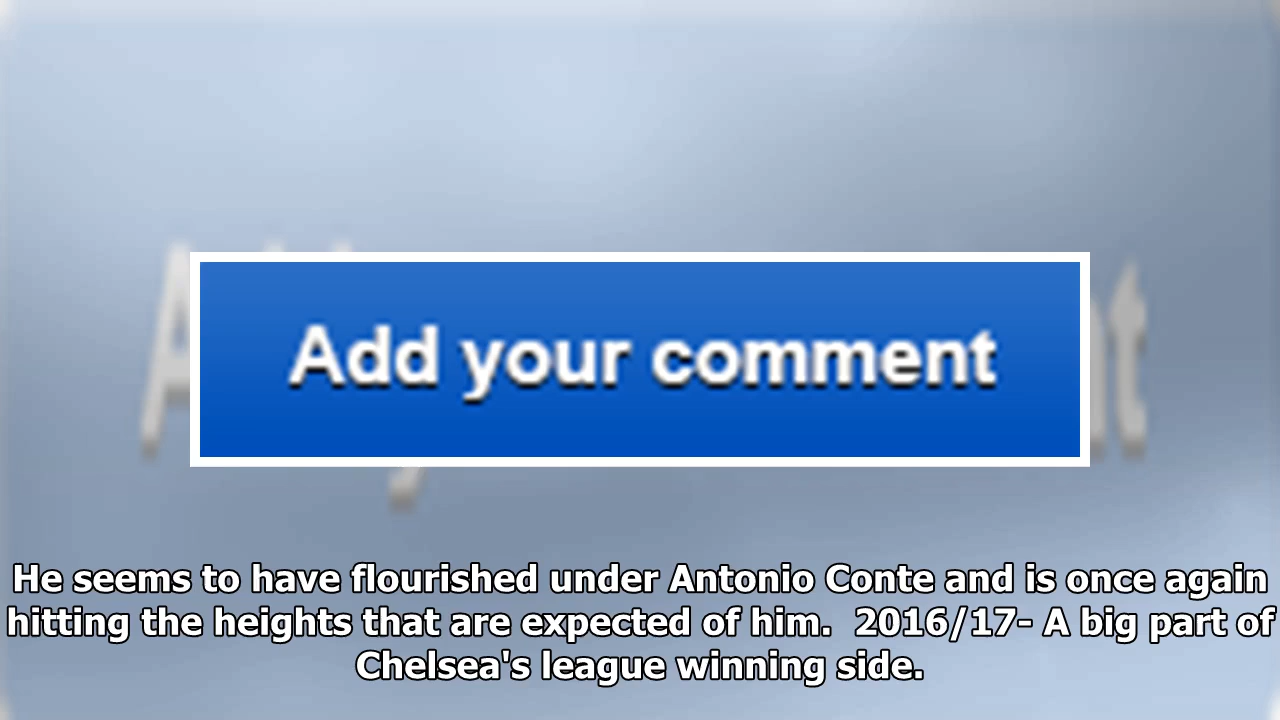 Add your comment
He seems to have flourished under Antonio Conte and is once again
hitting the heights that are expected of him.  2016/17- A big part of
Chelsea's league winning side.